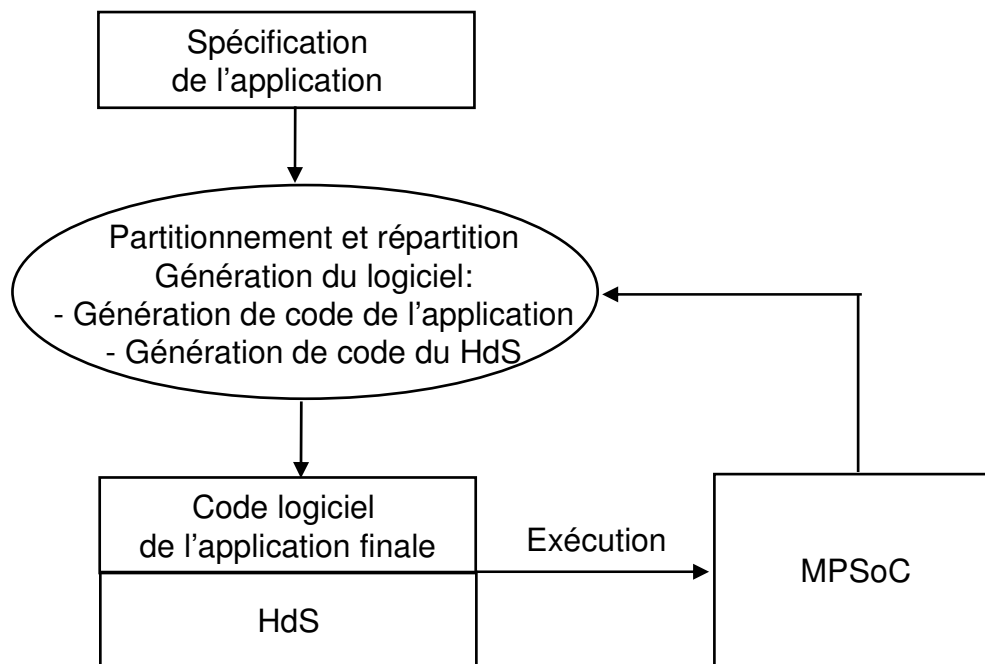 Spécification
de l’application
Partitionnement et répartition
Génération du logiciel:
- Génération de code de l’application
- Génération de code du HdS
Code logiciel
de l’application finale
Exécution
MPSoC
HdS